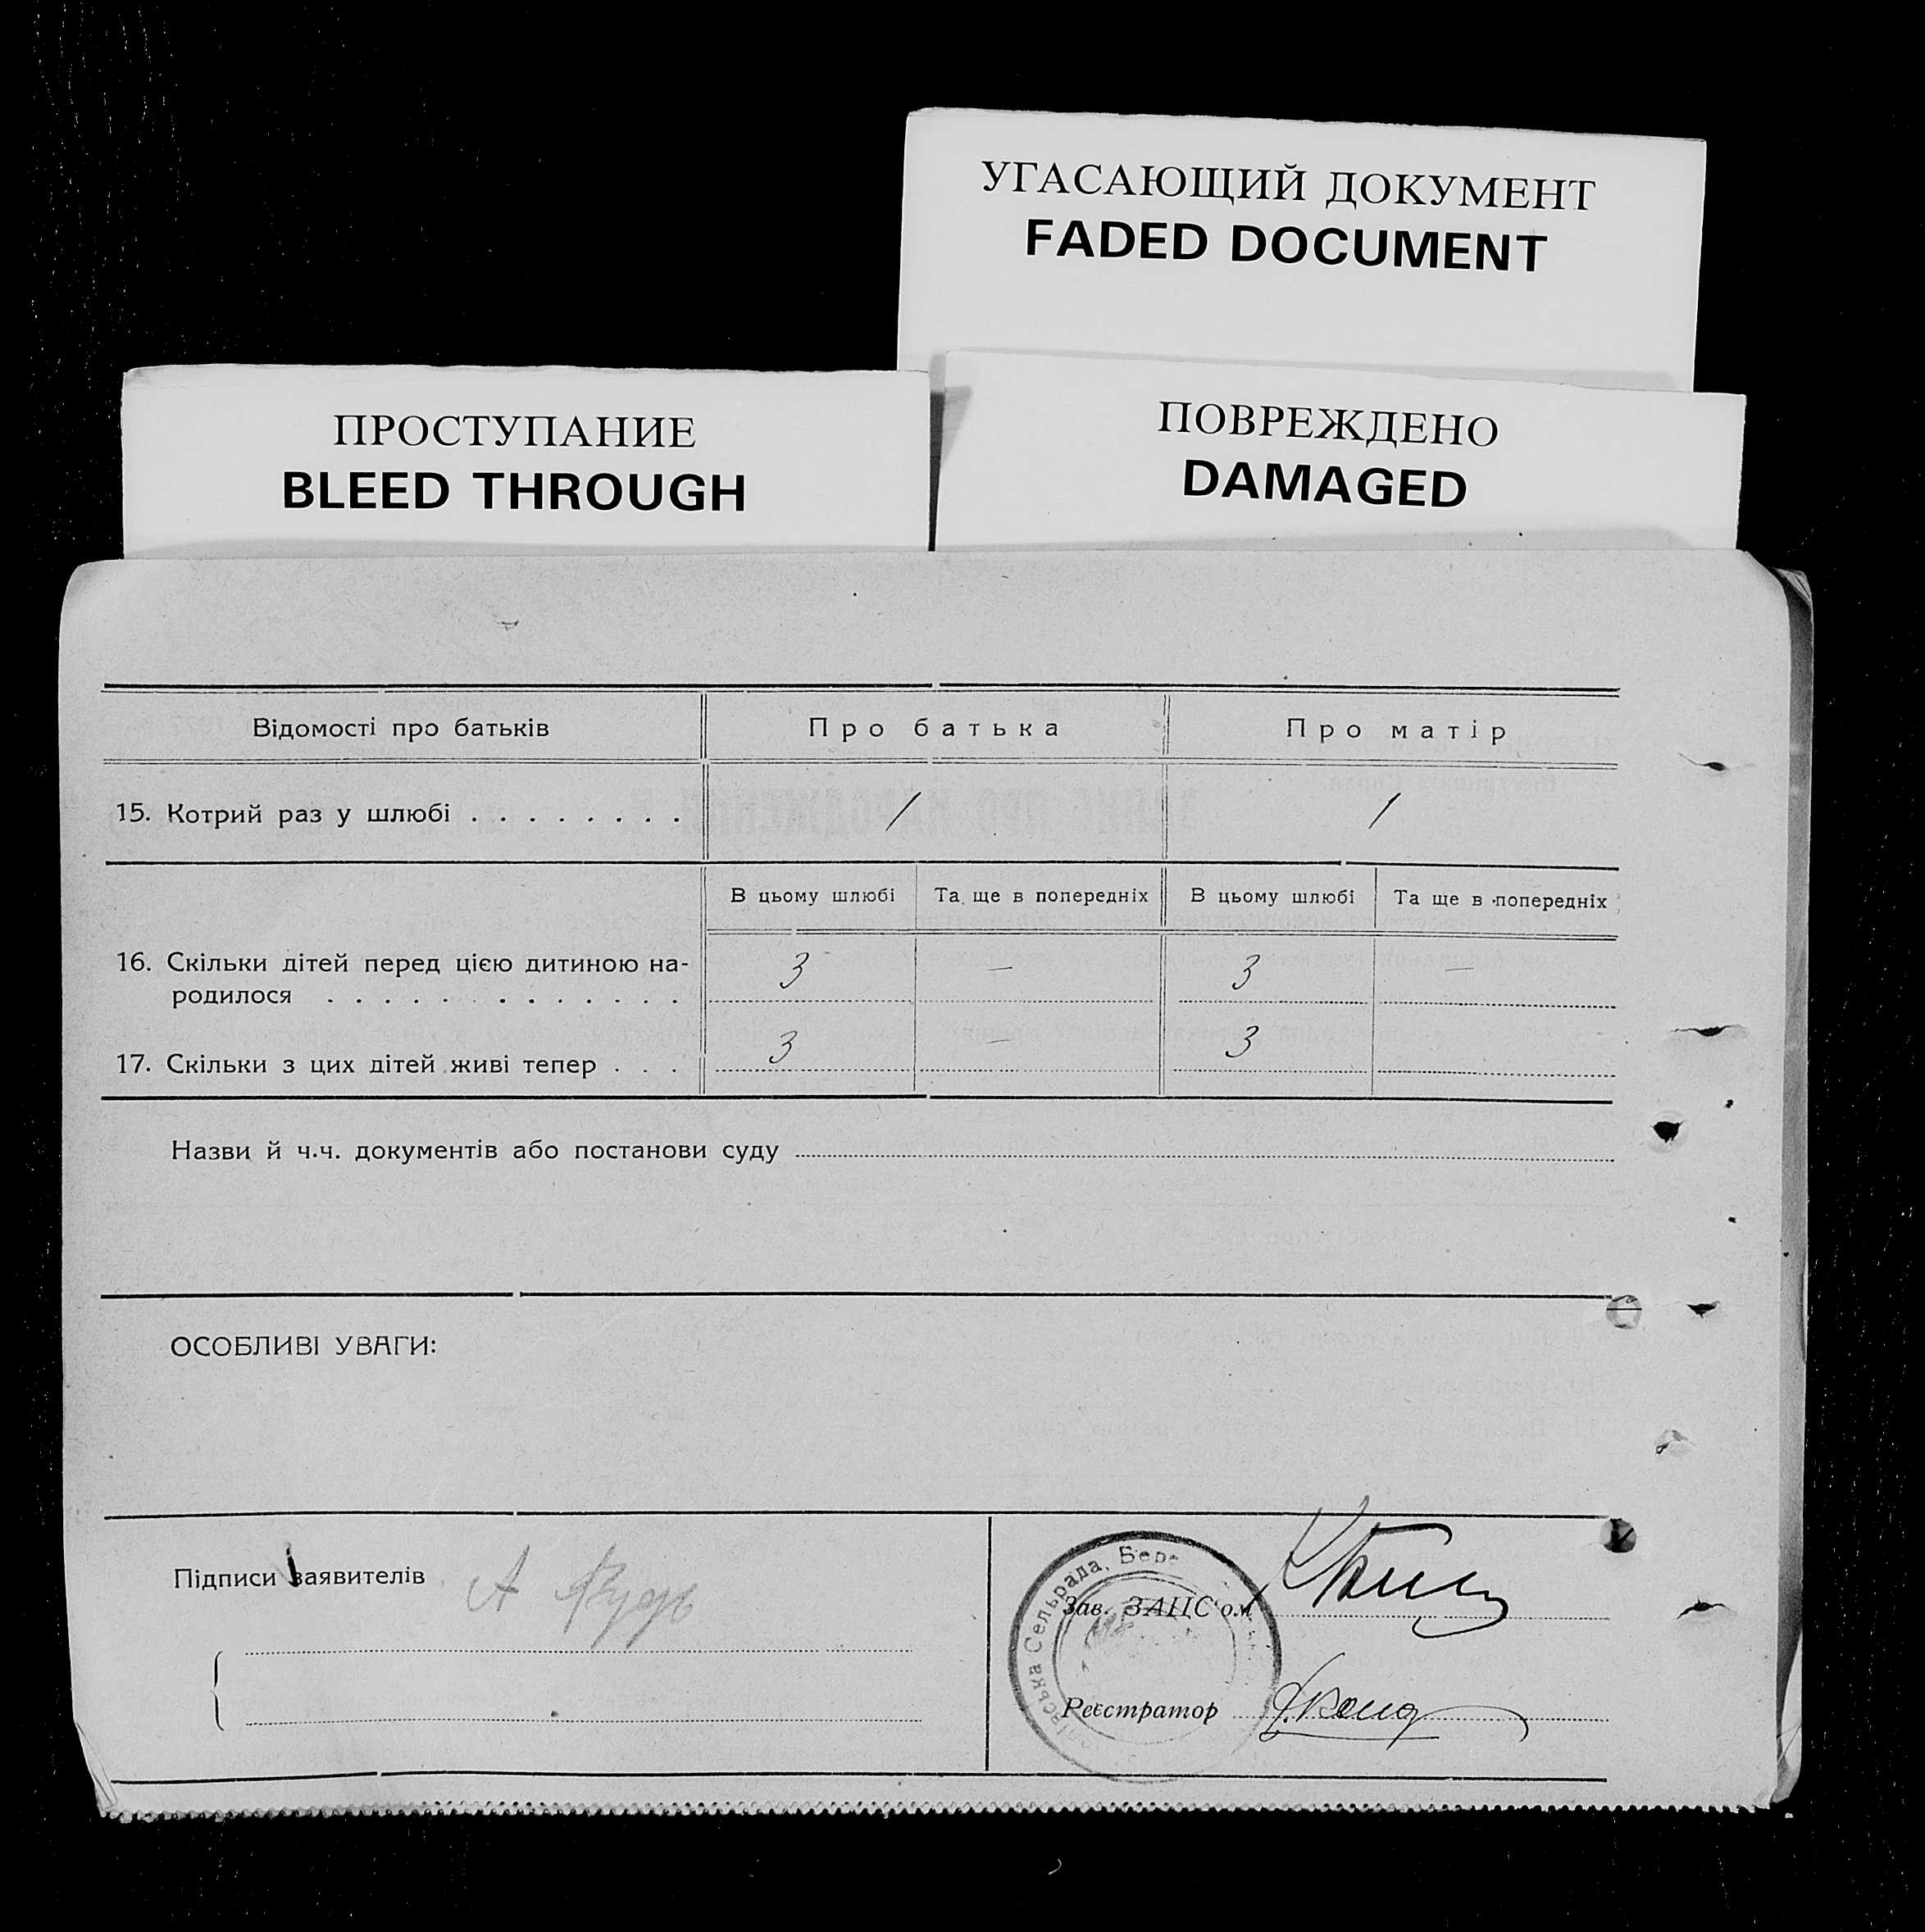 УГАСАЮЩИЙ ДОКУМЕНТ
FADED DOCUMENT
ПРОСТУПАНИЕ
BLEED THROUGH
ПОВРЕЖДЕНО
DAMAGED
Відомості про батьків Про батька Про матір
15. Котрий раз у шлюбі . . . . . . . . 1 1
В цьому шлюбі Та ще в попередніх В цьому шлюбі Та ще в попередніх
16. Скільки дітей перед цією дитиною на-
родилося . . . . . . . . . . . . . 3 — 3 —
17. Скільки з цих дітей живі тепер . . . 3 — 3
Назви й ч.ч. документів або постанови суду
ОСОБЛИВІ УВАГИ:
Підписи заявителів А
Зав. ЗАЦС'ом
Реєстратор
Сельрада, Бере